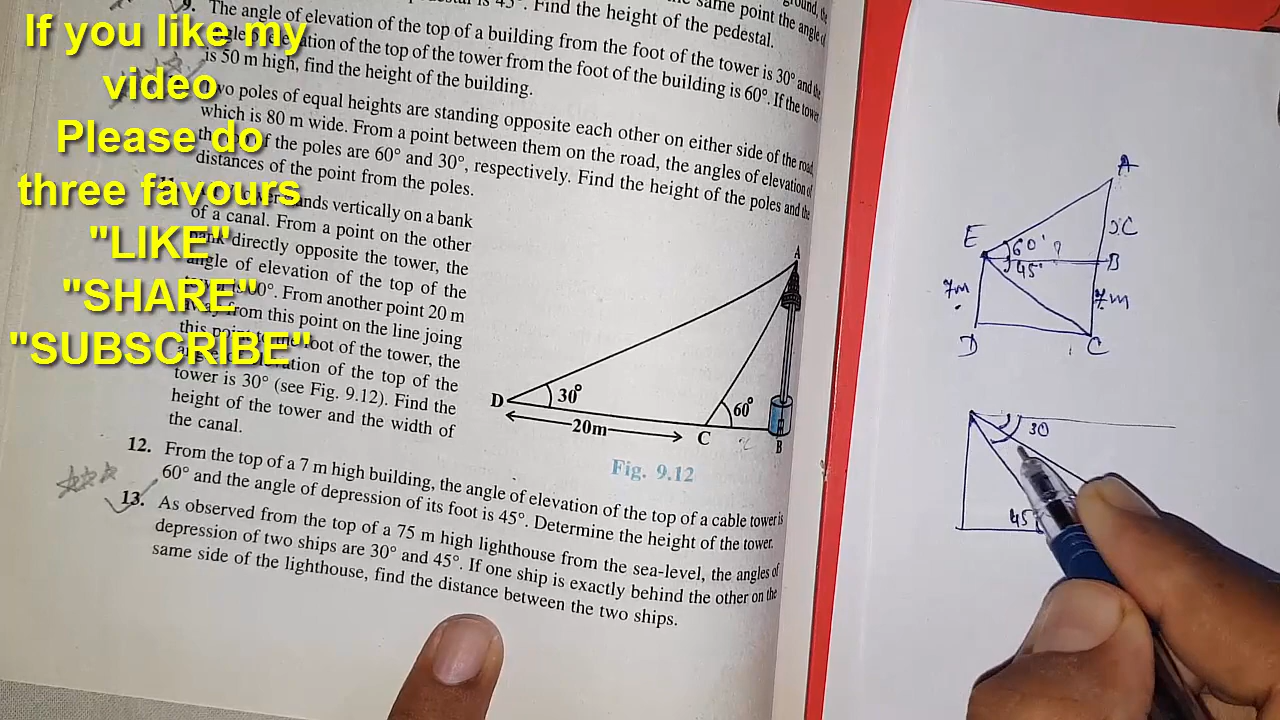 If you like my
video
Please do
three favours
"LIKE"
"SHARE"
"SUBSCRIBE"
ground, the
same point the angle of
is 45°. Find the height of the pedestal.
9. The angle of elevation of the top of a building from the foot of the tower is 30° and the
elevation of the top of the tower from the foot of the building is 60°. If the tower
is 50 m high, find the height of the building.
poles of equal heights are standing opposite each other on either side of the road,
which is 80 m wide. From a point between them on the road, the angles of elevation of
of the poles are 60° and 30°, respectively. Find the height of the poles and the
distances of the point from the poles.
vertically on a bank
of a canal. From a point on the other
bank directly opposite the tower, the
angle of elevation of the top of the
60°. From another point 20 m
away from this point on the line joing
this point to the foot of the tower, the
elevation of the top of the
tower is 30° (see Fig. 9.12). Find the
height of the tower and the width of
the canal.
A
D
30°
60°
20m
C
x
B
Fig. 9.12
12. From the top of a 7 m high building, the angle of elevation of the top of a cable tower is
60° and the angle of depression of its foot is 45°. Determine the height of the tower.
13. As observed from the top of a 75 m high lighthouse from the sea-level, the angles of
depression of two ships are 30° and 45°. If one ship is exactly behind the other on the
same side of the lighthouse, find the distance between the two ships.
A
x
E
60°
?
B
45°
7m
7m
D
C
30
45